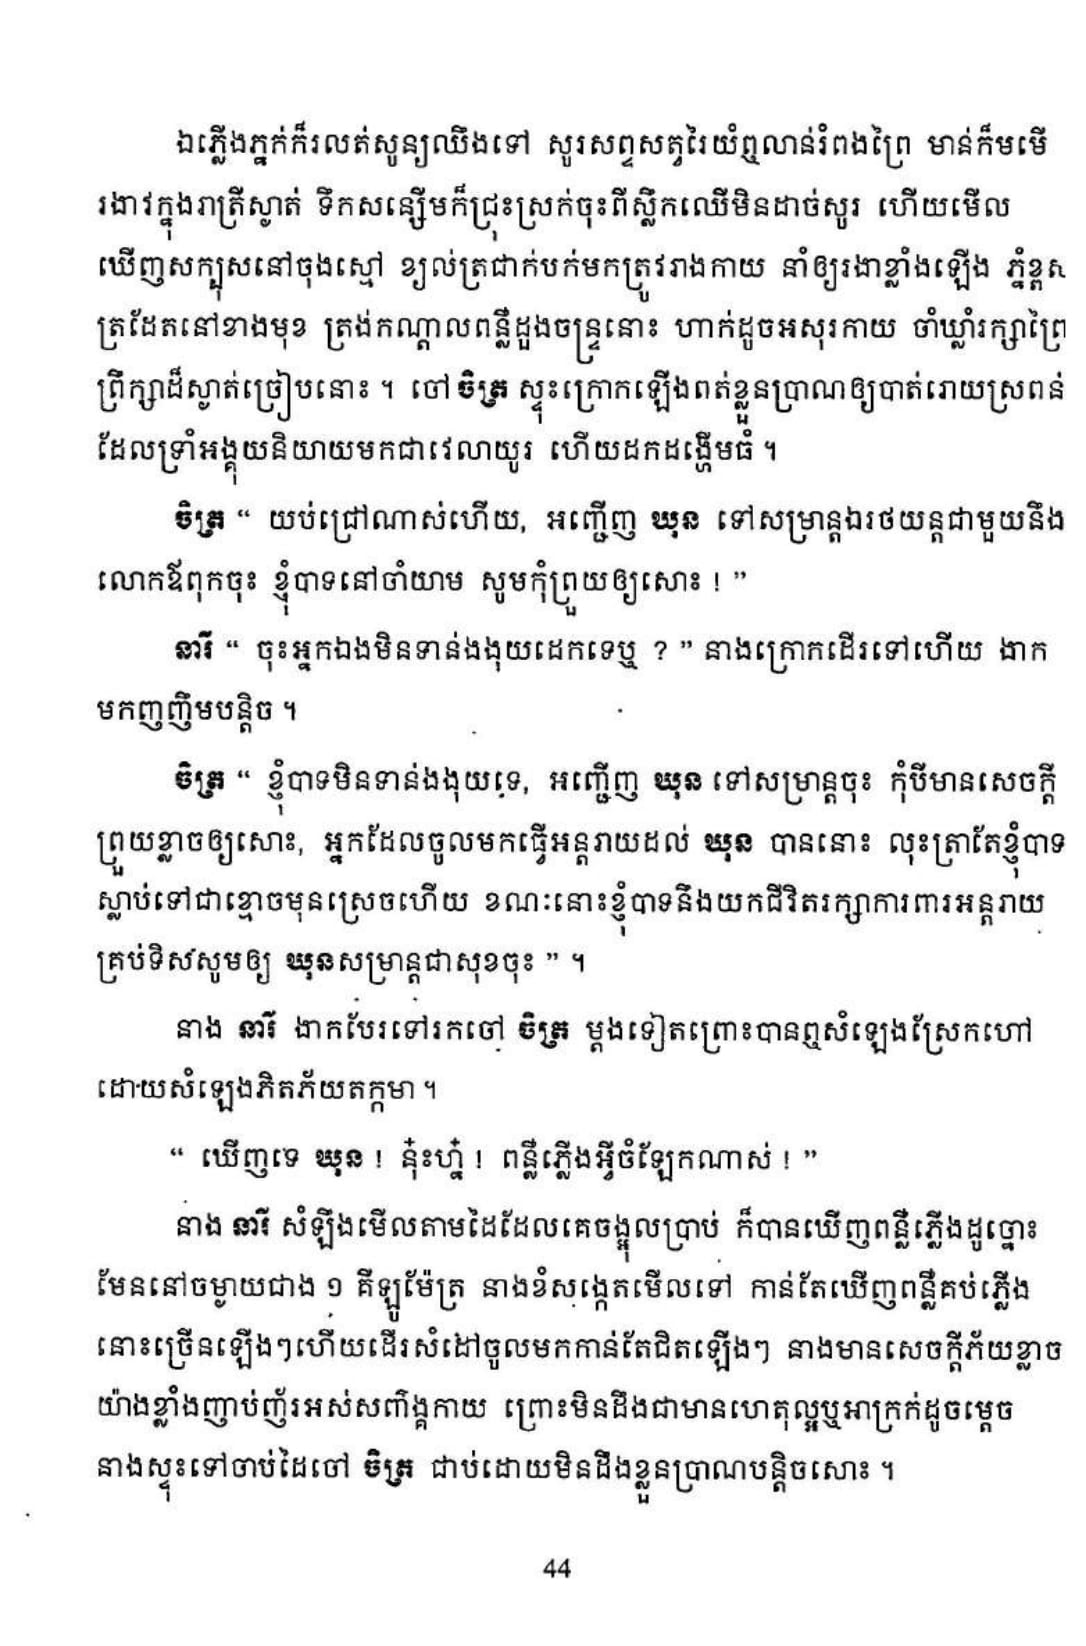 ឯភ្លើងភ្នក់ក៏រលត់សូន្យឈឹងទៅ សូរសព្ទសត្វរៃយំឮលាន់រំពងព្រៃ មាន់ក៏មមើ
រងាវក្នុងរាត្រីស្ងាត់ ទឹកសន្សើមក៏ជ្រុះស្រក់ចុះពីស្លឹកឈើមិនដាច់សូរ ហើយមើល
ឃើញសក្បុសនៅចុងស្មៅ ខ្យល់ត្រជាក់បក់មកត្រូវរាងកាយ នាំឲ្យរងាខ្លាំងឡើង ភ្នំខ្ពស
ត្រដែតនៅខាងមុខ ត្រង់កណ្ដាលពន្លឺដួងចន្ទ្រនោះ ហាក់ដូចអសុរកាយ ចាំឃ្លាំរក្សាព្រៃ
ព្រឹក្សាដ៏ស្ងាត់ច្រៀបនោះ ។ ចៅ ចិត្រ ស្ទុះក្រោកឡើងពត់ខ្លួនប្រាណឲ្យបាត់រោយស្រពន់
ដែលទ្រាំអង្គុយនិយាយមកជាវេលាយូរ ហើយដកដង្ហើមធំ ។
ចិត្រ “ យប់ជ្រៅណាស់ហើយ, អញ្ជើញ ឃុន ទៅសម្រាន្តឯរថយន្តជាមួយនឹង
លោកឪពុកចុះ ខ្ញុំបាទនៅចាំយាម សូមកុំព្រួយឲ្យសោះ ! ”
នារី “ ចុះអ្នកឯងមិនទាន់ងងុយដេកទេឬ ? ” នាងក្រោកដើរទៅហើយ ងាក
មកញញឹមបន្តិច ។
ចិត្រ “ ខ្ញុំបាទមិនទាន់ងងុយទេ, អញ្ជើញ ឃុន ទៅសម្រាន្តចុះ កុំបីមានសេចក្ដី
ព្រួយខ្លាចឲ្យសោះ, អ្នកដែលចូលមកធ្វើអន្តរាយដល់ ឃុន បាននោះ លុះត្រាតែខ្ញុំបាទ
ស្លាប់ទៅជាខ្មោចមុនស្រេចហើយ ខណៈនោះខ្ញុំបាទនឹងយកជីវិតរក្សាការពារអន្តរាយ
គ្រប់ទិសសូមឲ្យ ឃុនសម្រាន្តជាសុខចុះ ” ។
នាង នារី ងាកបែរទៅរកចៅ ចិត្រ ម្ដងទៀតព្រោះបានឮសំឡេងស្រែកហៅ
ដោយសំឡេងភិតភ័យតក្កមា ។
“ ឃើញទេ ឃុន ! នុ៎ះហ្ន៎ ! ពន្លឺភ្លើងអ្វីចំឡែកណាស់ ! ”
នាង នារី សំឡឹងមើលតាមដៃដែលគេចង្អុលប្រាប់ ក៏បានឃើញពន្លឺភ្លើងដូច្នោះ
មែននៅចម្ងាយជាង ១ គីឡូម៉ែត្រ នាងខំសង្កេតមើលទៅ កាន់តែឃើញពន្លឺគប់ភ្លើង
នោះច្រើនឡើងៗហើយដើរសំដៅចូលមកកាន់តែជិតឡើងៗ នាងមានសេចក្ដីភ័យខ្លាច
យ៉ាងខ្លាំងញាប់ញ័រអស់សព៌ាង្គកាយ ព្រោះមិនដឹងជាមានហេតុល្អឬអាក្រក់ដូចម្ដេច
នាងស្ទុះទៅចាប់ដៃចៅ ចិត្រ ជាប់ដោយមិនដឹងខ្លួនប្រាណបន្តិចសោះ ។
44